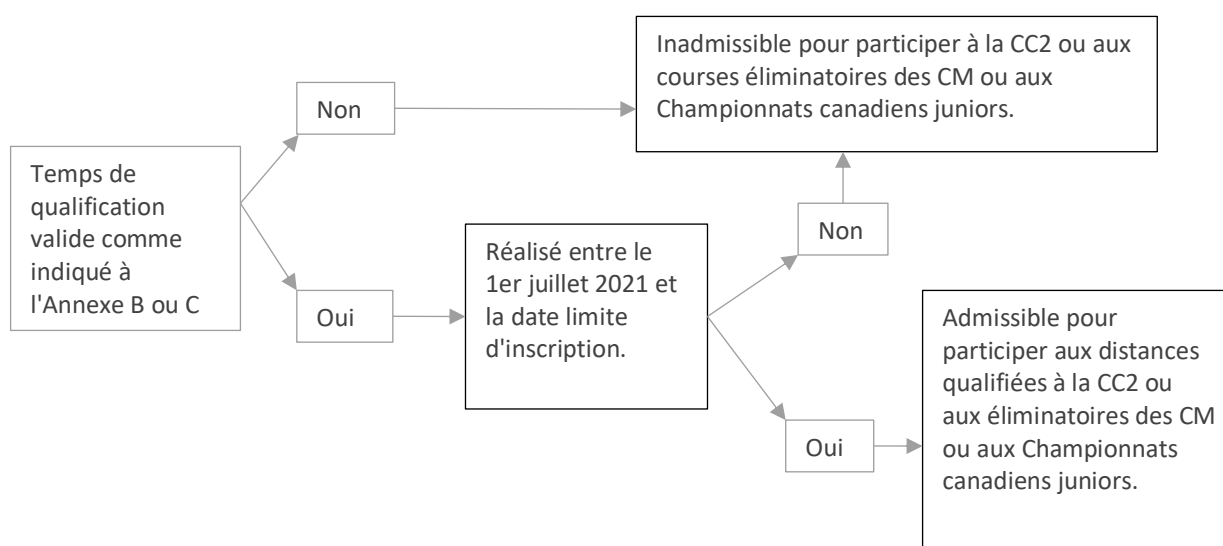 Inadmissible pour participer à la CC2 ou aux
courses éliminatoires des CM ou aux
Championnats canadiens juniors.
Non
Temps de
qualification
valide comme
indiqué à
l'Annexe B ou C
Oui
Réalisé entre le
1er juillet 2021 et
la date limite
d'inscription.
Non
Oui
Admissible pour
participer aux distances
qualifiées à la CC2 ou
aux éliminatoires des CM
ou aux Championnats
canadiens juniors.